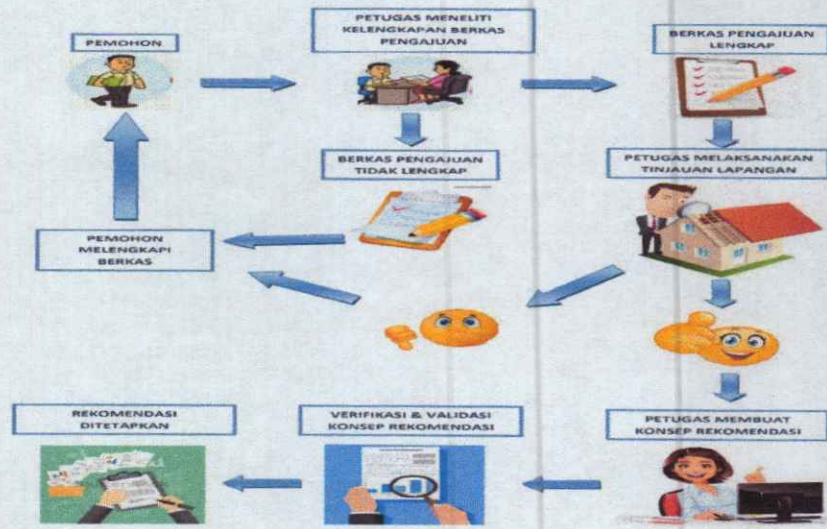 PEMOHON
PETUGAS MENELITI
KELENGKAPAN BERKAS
PENGAJUAN
BERKAS PENGAJUAN
LENGKAP
BERKAS PENGAJUAN
TIDAK LENGKAP
PETUGAS MELAKSANAKAN
TINJAUAN LAPANGAN
PEMOHON
MELENGKAPI
BERKAS
REKOMENDASI
DITETAPKAN
VERIFIKASI & VALIDASI
KONSEP REKOMENDASI
PETUGAS MEMBUAT
KONSEP REKOMENDASI